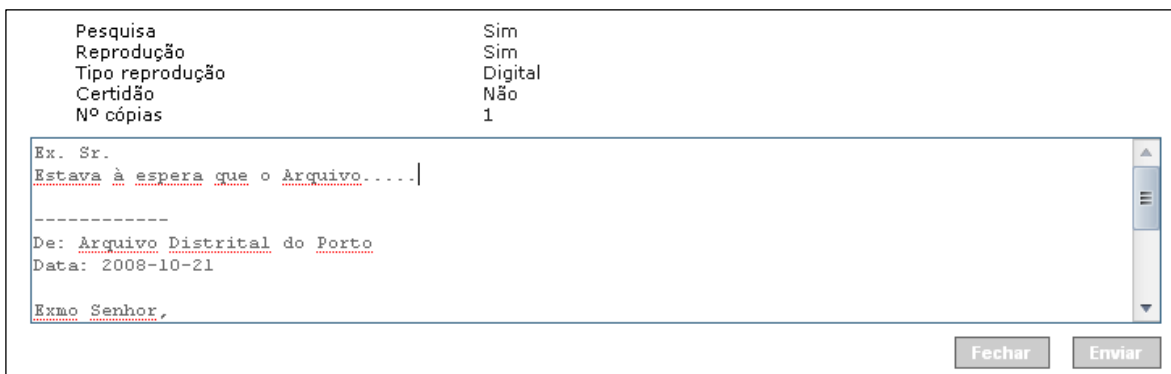 Pesquisa Sim
Reprodução Sim
Tipo reprodução Digital
Certidão Não
Nº cópias 1
Ex. Sr.
Estava à espera que o Arquivo.....
------------
De: Arquivo Distrital do Porto
Data: 2008-10-21
Exmo Senhor,
Fechar Enviar